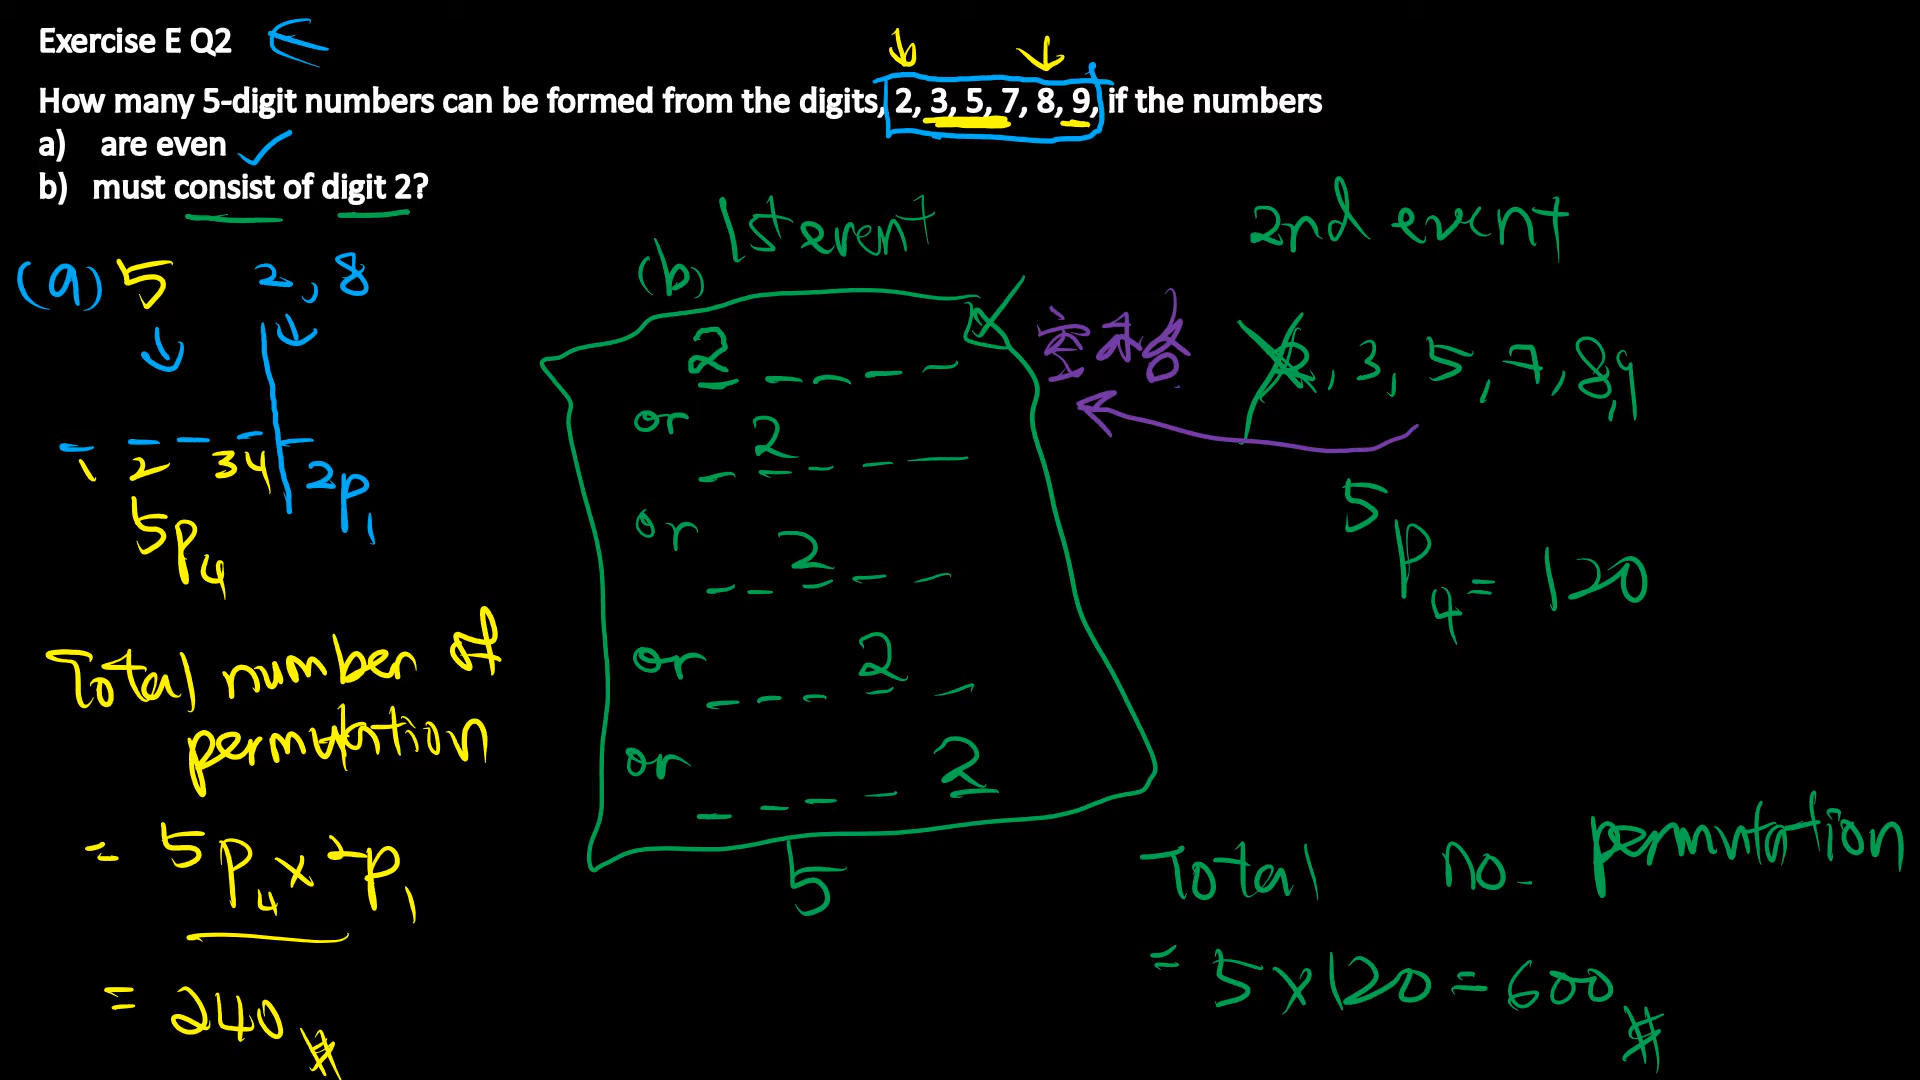 Exercise E Q2
How many 5-digit numbers can be formed from the digits, 2, 3, 5, 7, 8, 9, if the numbers
a) are even
b) must consist of digit 2?
(a) 5 2, 8
1 2 3 4
5P4 2P1
Total number of
permutation
= 5P4 x 2P1
= 240
(b) 1st event
2 _ _ _ _
or _ 2 _ _ _
or _ _ 2 _ _
or _ _ _ 2 _
or _ _ _ _ 2
5
2nd event
2, 3, 5, 7, 8, 9
5P4 = 120
Total no. permutation
= 5 x 120 = 600